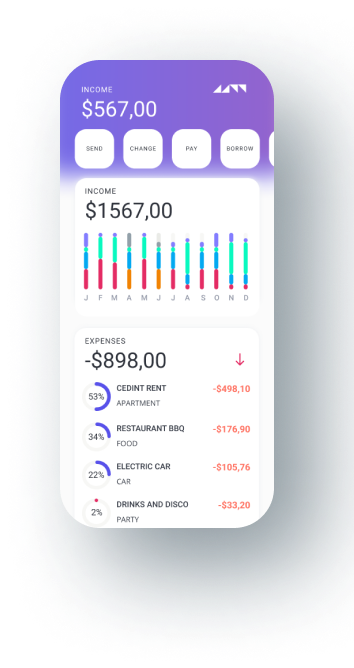 INCOME
$567,00
SEND
CHANGE
PAY
BORROW
INCOME
$1567,00
J F M A M J J A S O N D
EXPENSES
-$898,00
53%
CEDINT RENT
-$498,10
APARTMENT
34%
RESTAURANT BBQ
-$176,90
FOOD
22%
ELECTRIC CAR
-$105,76
CAR
2%
DRINKS AND DISCO
-$33,20
PARTY